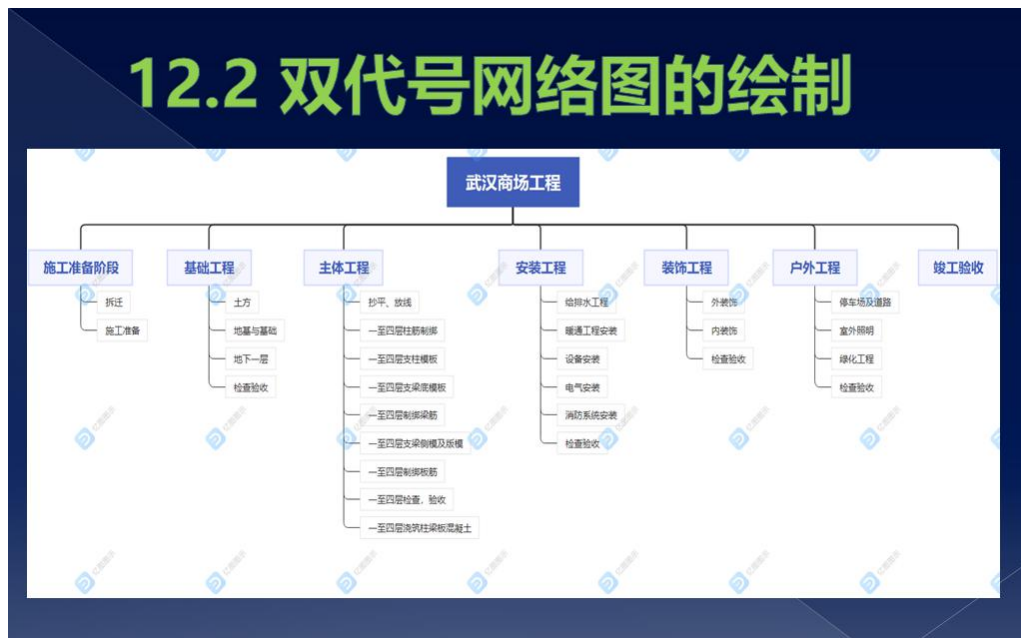 12.2 双代号网络图的绘制
武汉商场工程
施工准备阶段
拆迁
施工准备
基础工程
土方
地基与基础
地下一层
检查验收
主体工程
抄平、放线
一至四层柱筋制绑
一至四层支柱模板
一至四层支梁底模板
一至四层制绑梁筋
一至四层支梁侧模及版模
一至四层制绑板筋
一至四层检查，验收
一至四层浇筑柱梁板混凝土
安装工程
给排水工程
暖通工程安装
设备安装
电气安装
消防系统安装
检查验收
装饰工程
外装饰
内装饰
检查验收
户外工程
停车场及道路
室外照明
绿化工程
检查验收
竣工验收